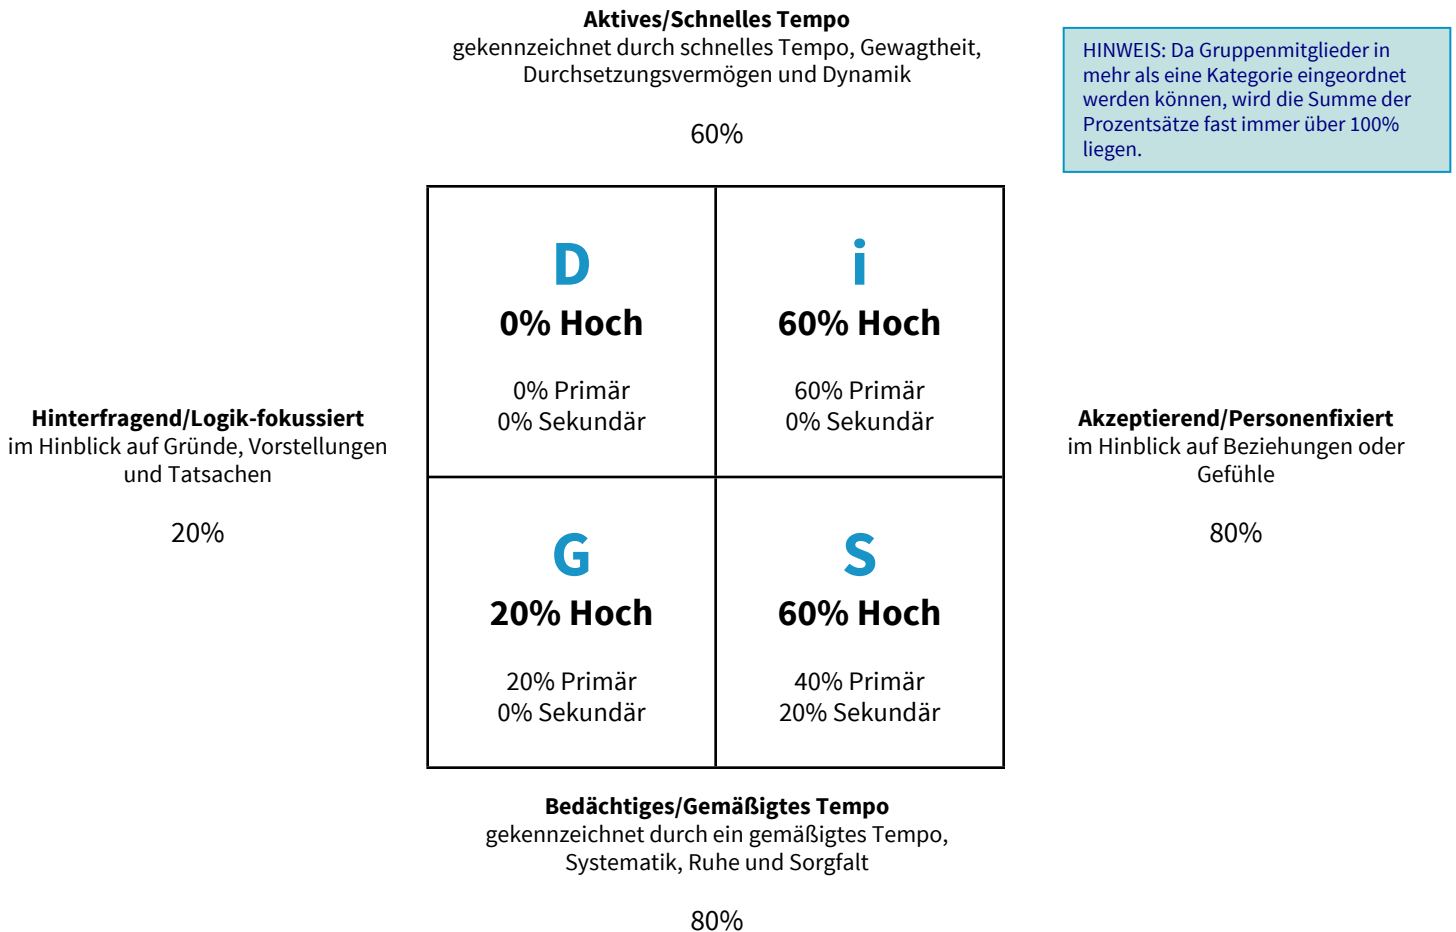 Aktives/Schnelles Tempo
gekennzeichnet durch schnelles Tempo, Gewagtheit,
Durchsetzungsvermögen und Dynamik
60%
HINWEIS: Da Gruppenmitglieder in
mehr als eine Kategorie eingeordnet
werden können, wird die Summe der
Prozentsätze fast immer über 100%
liegen.
D
0% Hoch
0% Primär
0% Sekundär
i
60% Hoch
60% Primär
0% Sekundär
Hinterfragend/Logik-fokussiert
im Hinblick auf Gründe, Vorstellungen
und Tatsachen
20%
Akzeptierend/Personenfixiert
im Hinblick auf Beziehungen oder
Gefühle
80%
G
20% Hoch
20% Primär
0% Sekundär
S
60% Hoch
40% Primär
20% Sekundär
Bedächtiges/Gemäßigtes Tempo
gekennzeichnet durch ein gemäßigtes Tempo,
Systematik, Ruhe und Sorgfalt
80%